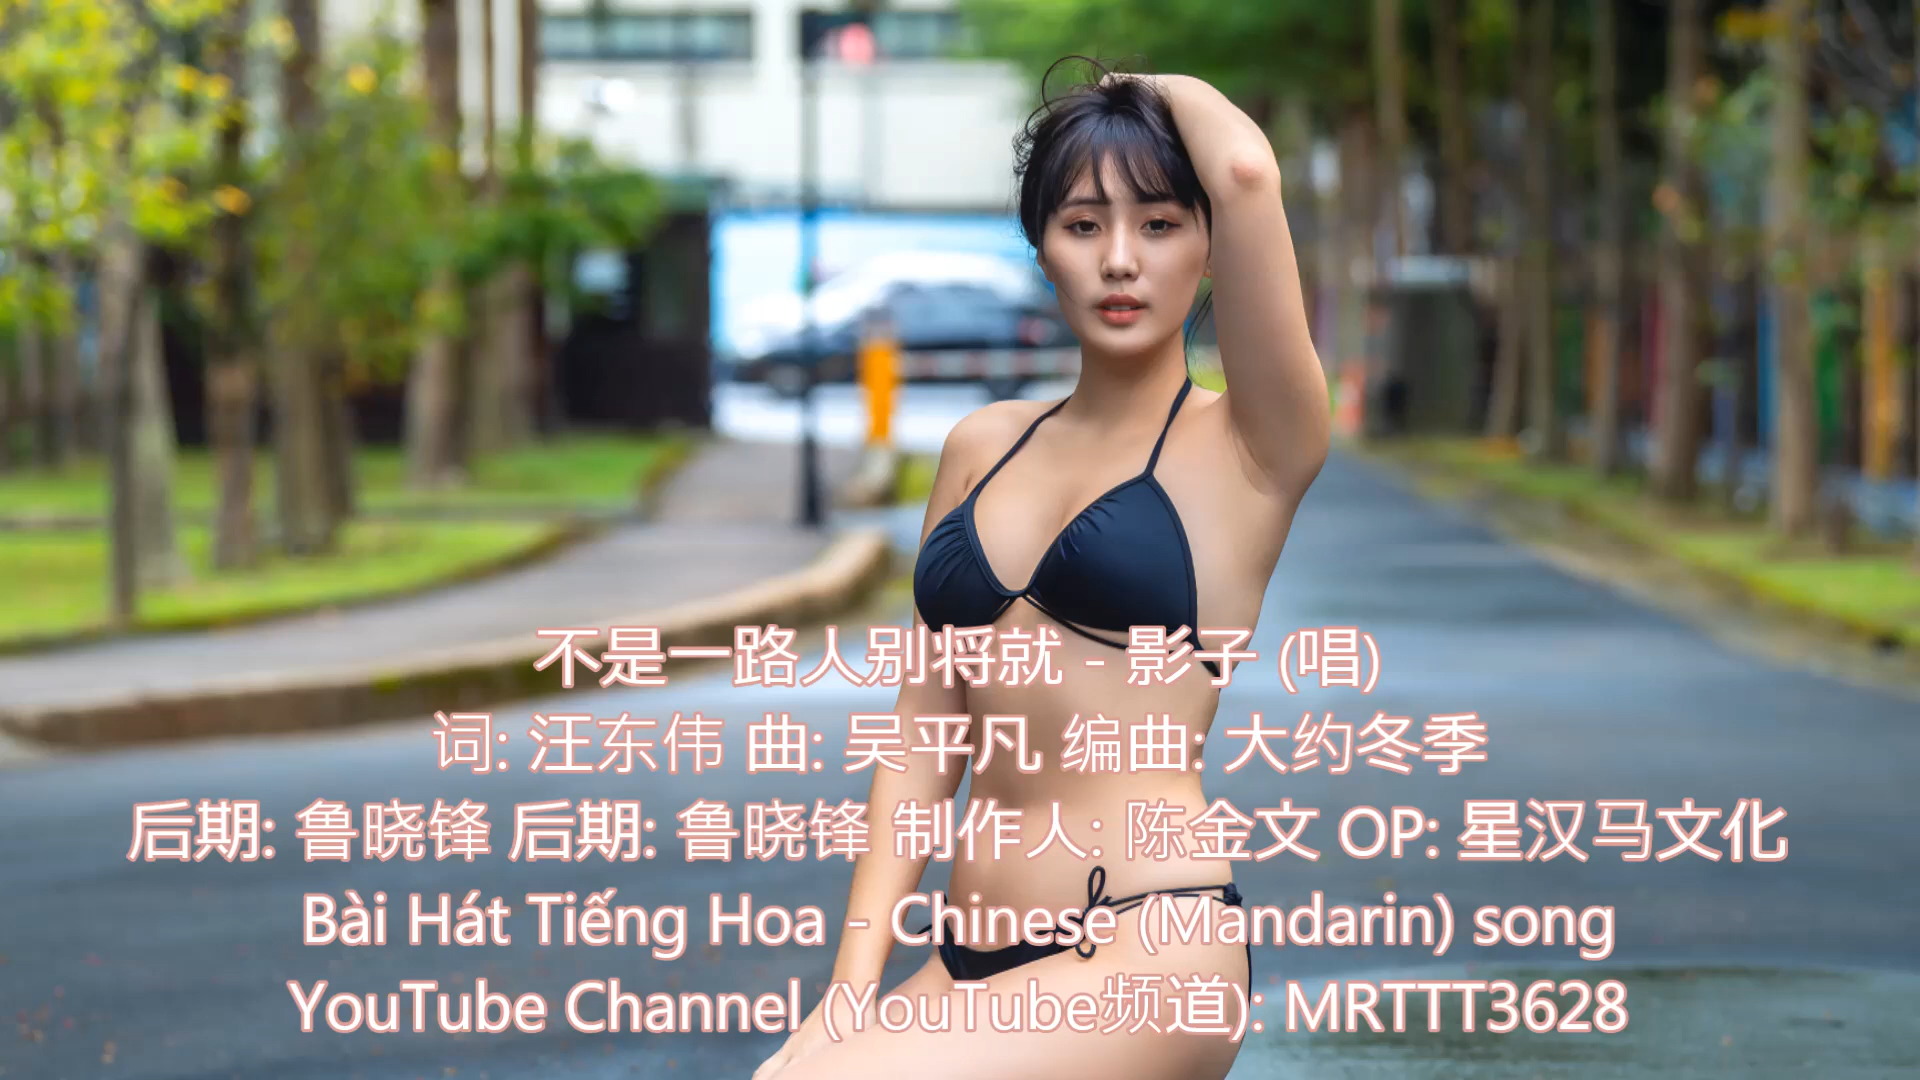 不是一路人别将就 - 影子 (唱)
词: 汪东伟 曲: 吴平凡 编曲: 大约冬季
后期: 鲁晓锋 后期: 鲁晓锋 制作人: 陈金文 OP: 星汉马文化
Bài Hát Tiếng Hoa - Chinese (Mandarin) song
YouTube Channel (YouTube频道): MRTTT3628